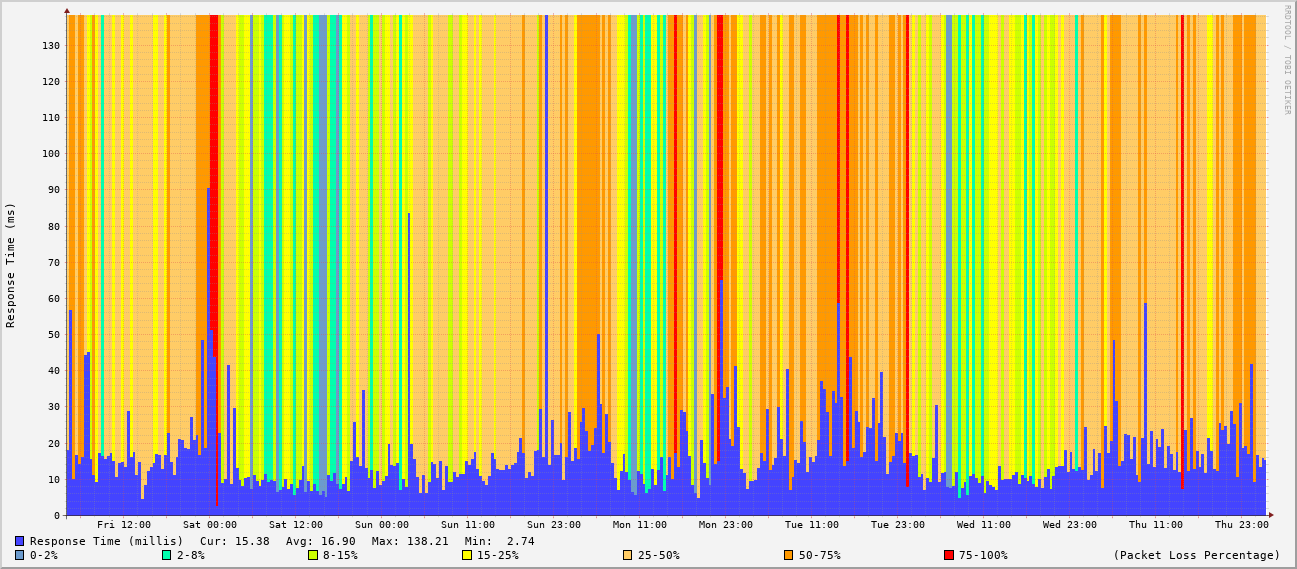 RRDTOOL / TOBI OETIKER
Response Time (ms)
130
120
110
100
90
80
70
60
50
40
30
20
10
0
Fri 12:00 Sat 00:00 Sat 12:00 Sun 00:00 Sun 11:00 Sun 23:00 Mon 11:00 Mon 23:00 Tue 11:00 Tue 23:00 Wed 11:00 Wed 23:00 Thu 11:00 Thu 23:00
Response Time (millis) Cur: 15.38 Avg: 16.90 Max: 138.21 Min: 2.74
0-2% 2-8% 8-15% 15-25% 25-50% 50-75% 75-100% (Packet Loss Percentage)